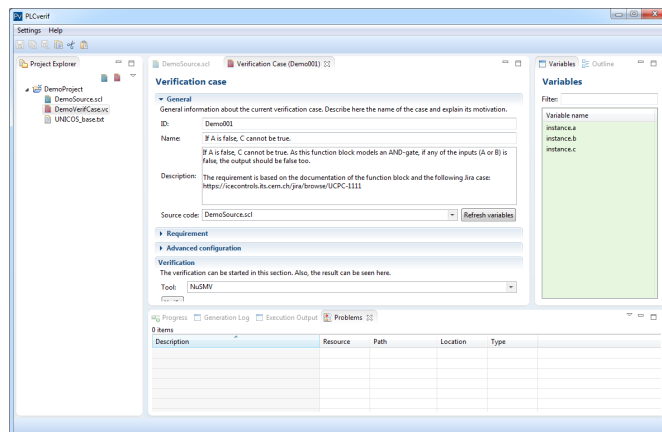 PLCverif
Settings Help
Project Explorer
DemoProject
DemoSource.scl
DemoVerifCase.vc
UNICOS_base.txt
DemoSource.scl
Verification Case (Demo001)
Verification case
General
General information about the current verification case. Describe here the name of the case and explain its motivation.
ID: Demo001
Name: If A is false, C cannot be true.
If A is false, C cannot be true. As this function block models an AND-gate, if any of the inputs (A or B) is
false, the output should be false too.
The requirement is based on the documentation of the function block and the following Jira case:
Description:
https://icecontrols.its.cern.ch/jira/browse/UCPC-1111
Source code: DemoSource.scl Refresh variables
Requirement
Advanced configuration
Verification
The verification can be started in this section. Also, the result can be seen here.
Tool: NuSMV
Variables Outline
Variables
Filter:
Variable name
instance.a
instance.b
instance.c
Progress Generation Log Execution Output Problems
0 items
Description Resource Path Location Type